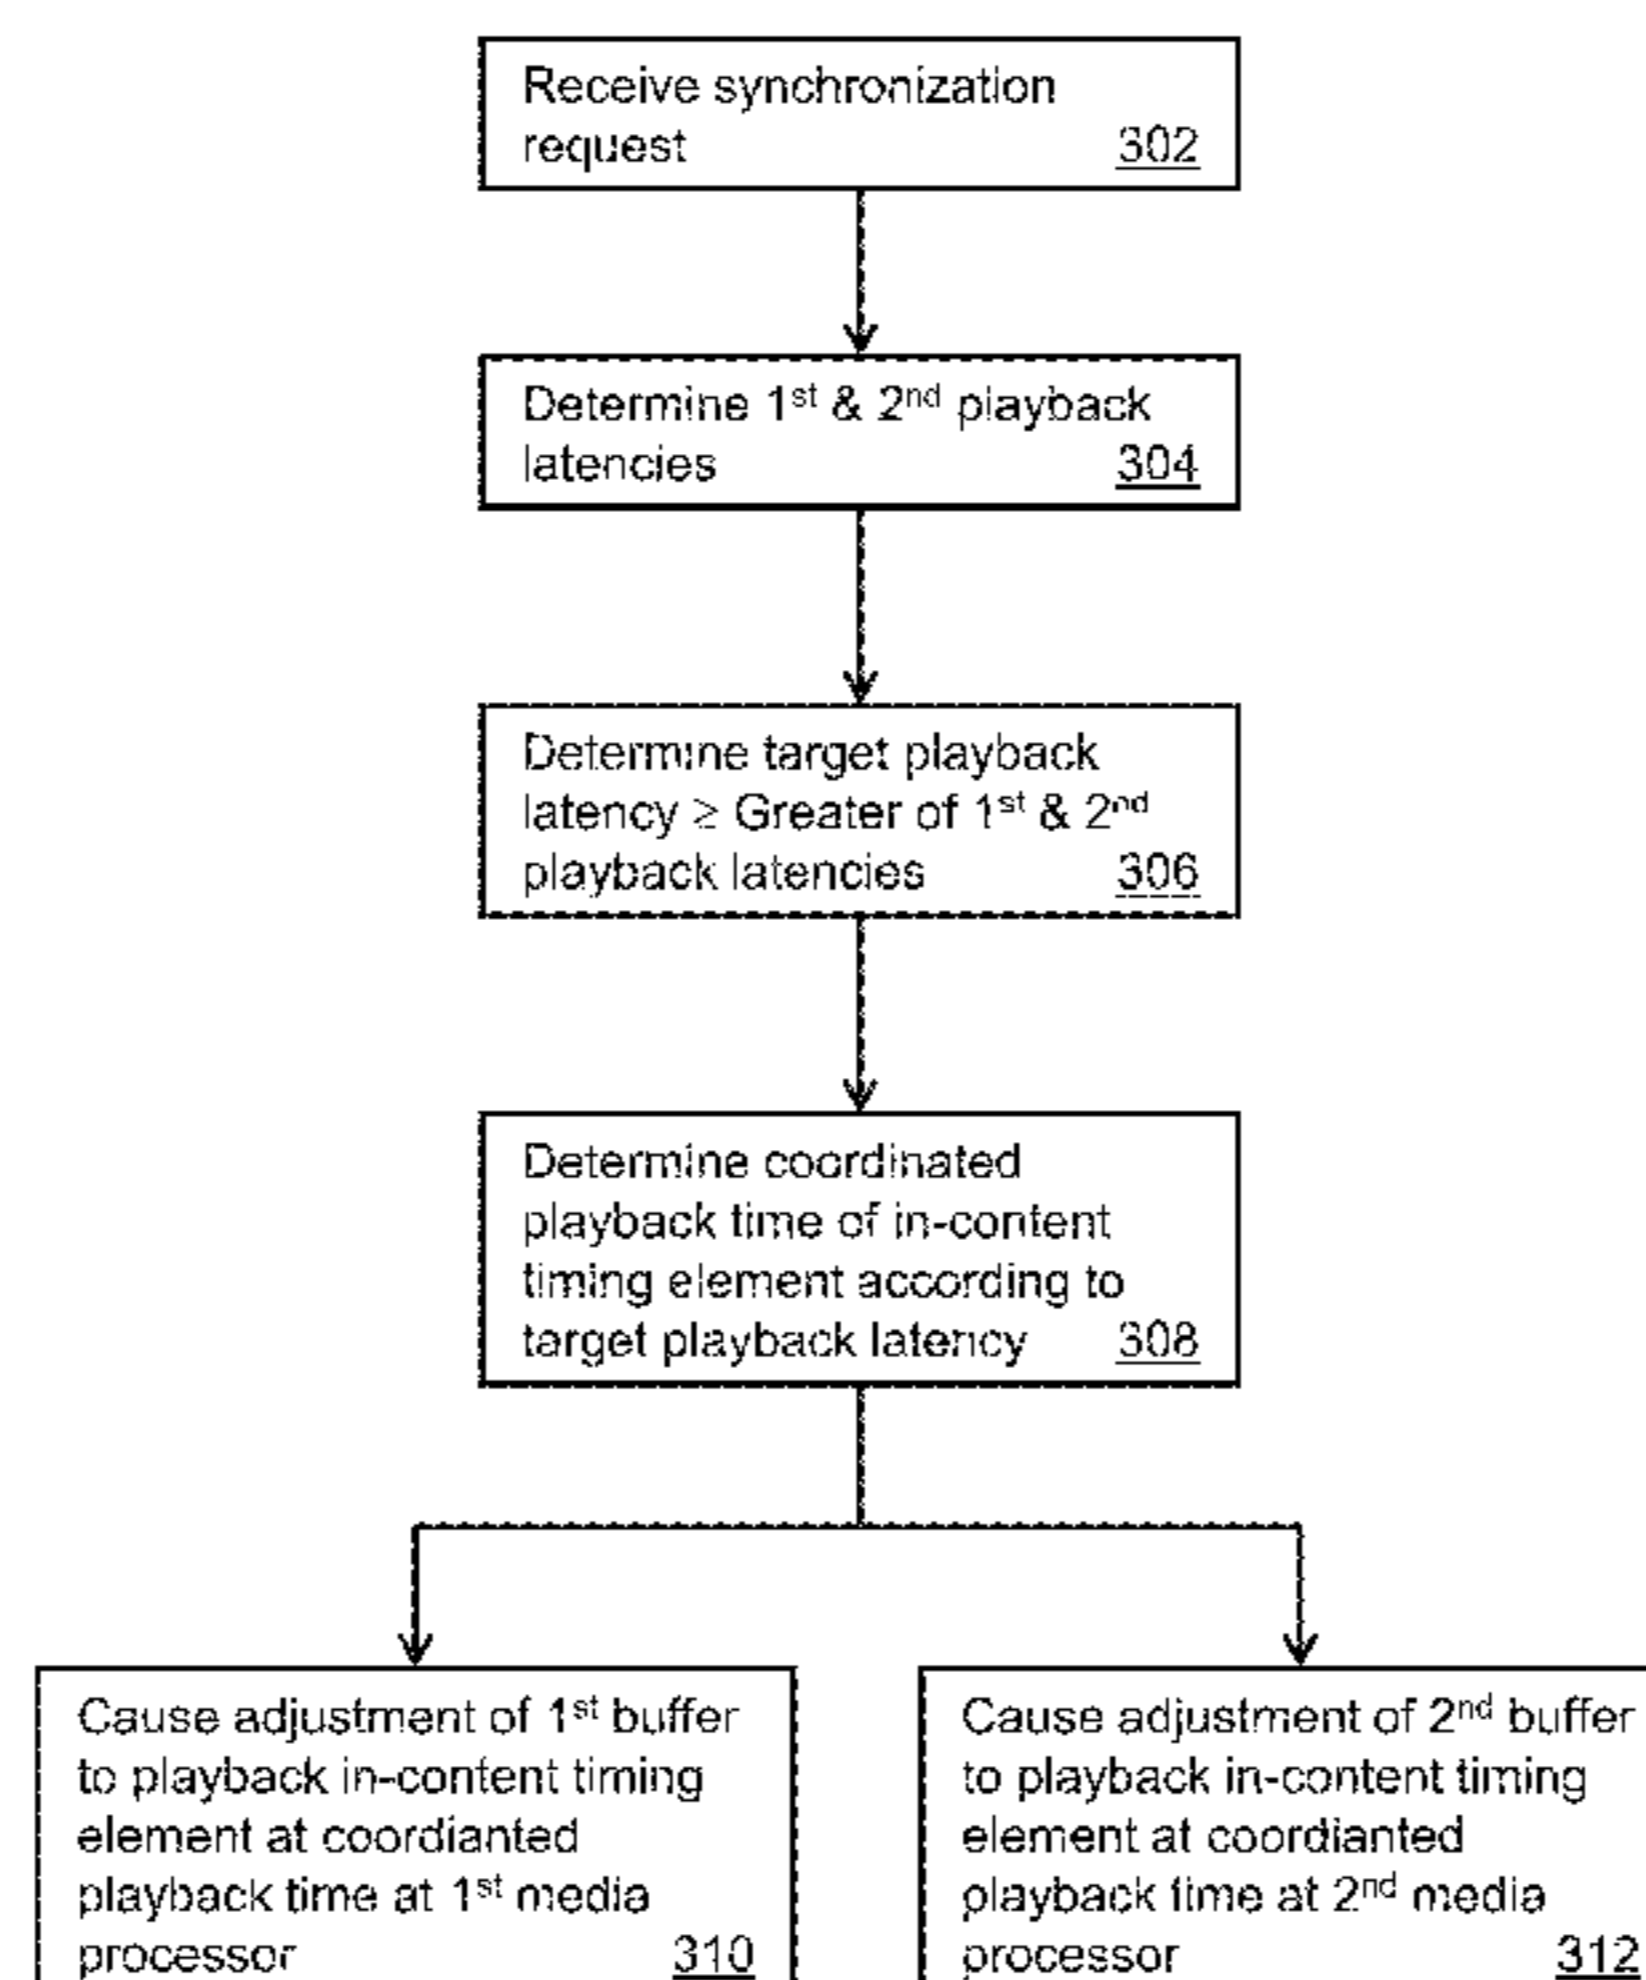 Receive synchronization
request 302
Determine 1st & 2nd playback
latencies 304
Determine target playback
latency ≥ Greater of 1st & 2nd
playback latencies 306
Determine coordinated
playback time of in-content
timing element according to
target playback latency 308
Cause adjustment of 1st buffer
to playback in-content timing
element at coordianted
playback time at 1st media
processor 310
Cause adjustment of 2nd buffer
to playback in-content timing
element at coordianted
playback time at 2nd media
processor 312